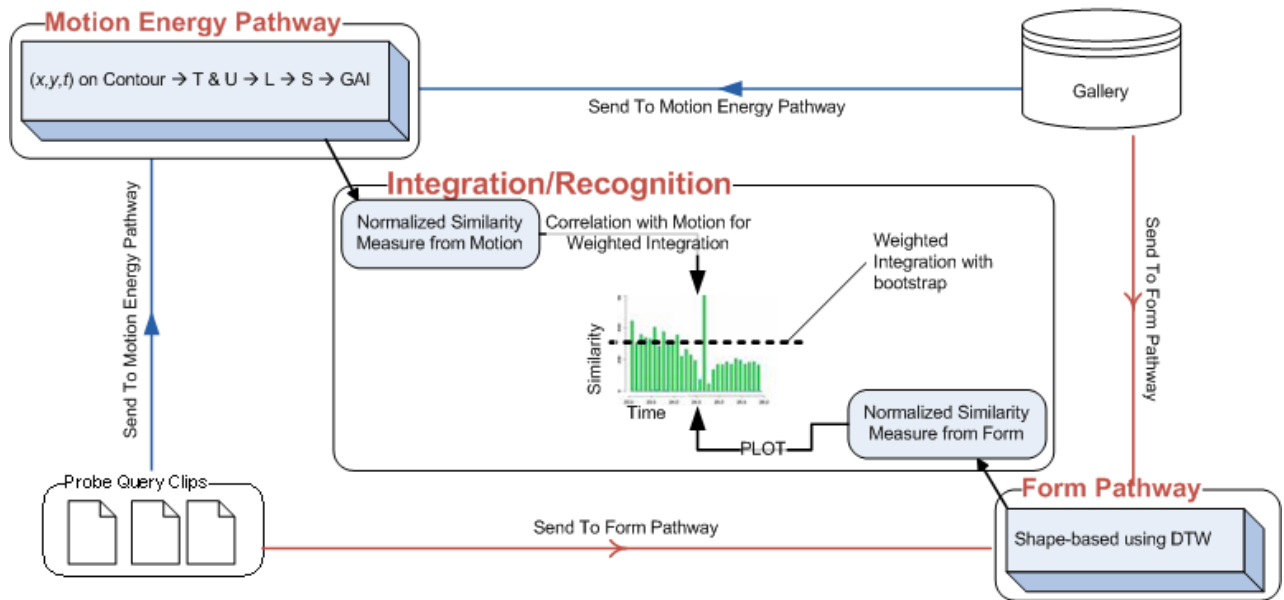 Motion Energy Pathway
(x,y,t) on Contour → T & U → L → S → GAI
Send To Motion Energy Pathway
Gallery
Send To Motion Energy Pathway
Send To Form Pathway
Integration/Recognition
Normalized Similarity
Measure from Motion
Correlation with Motion for
Weighted Integration
Weighted
Integration with
bootstrap
Similarity
Time
PLOT
Normalized Similarity
Measure from Form
Probe Query Clips
Send To Form Pathway
Form Pathway
Shape-based using DTW